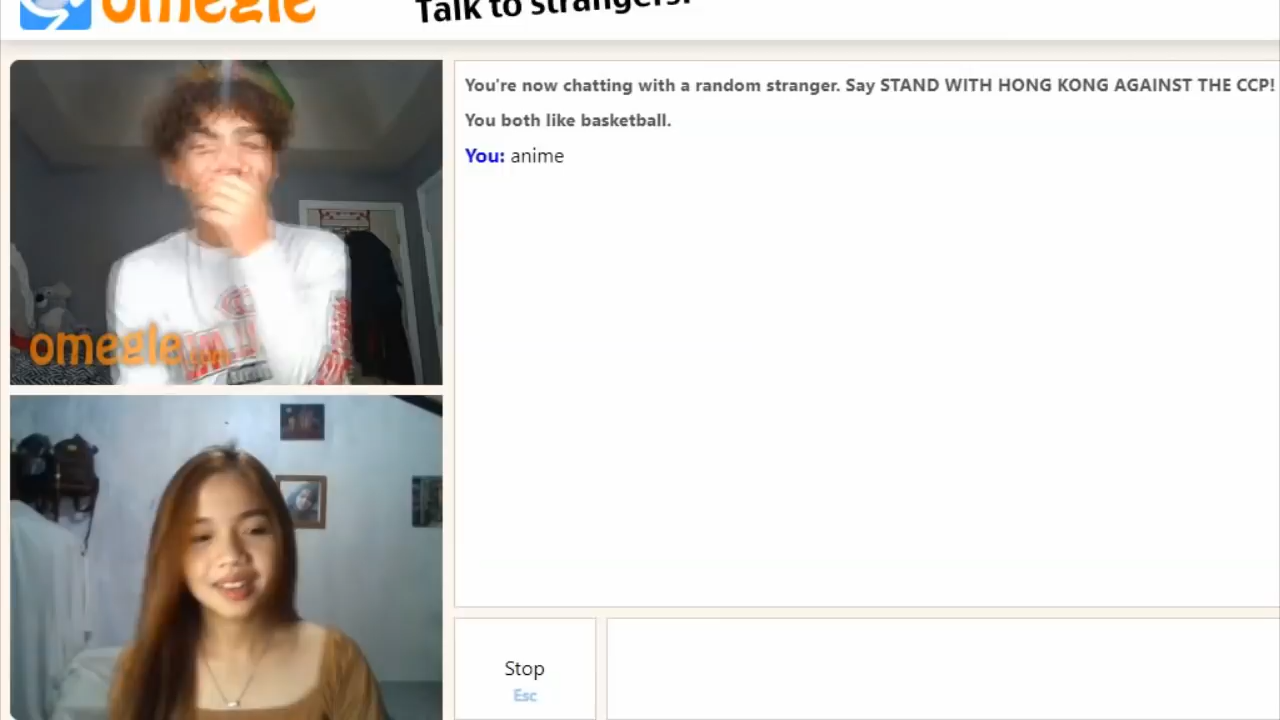 omegle
Talk to strangers!
You're now chatting with a random stranger. Say STAND WITH HONG KONG AGAINST THE CCP!
You both like basketball.
You: anime
omegle
Stop
Esc